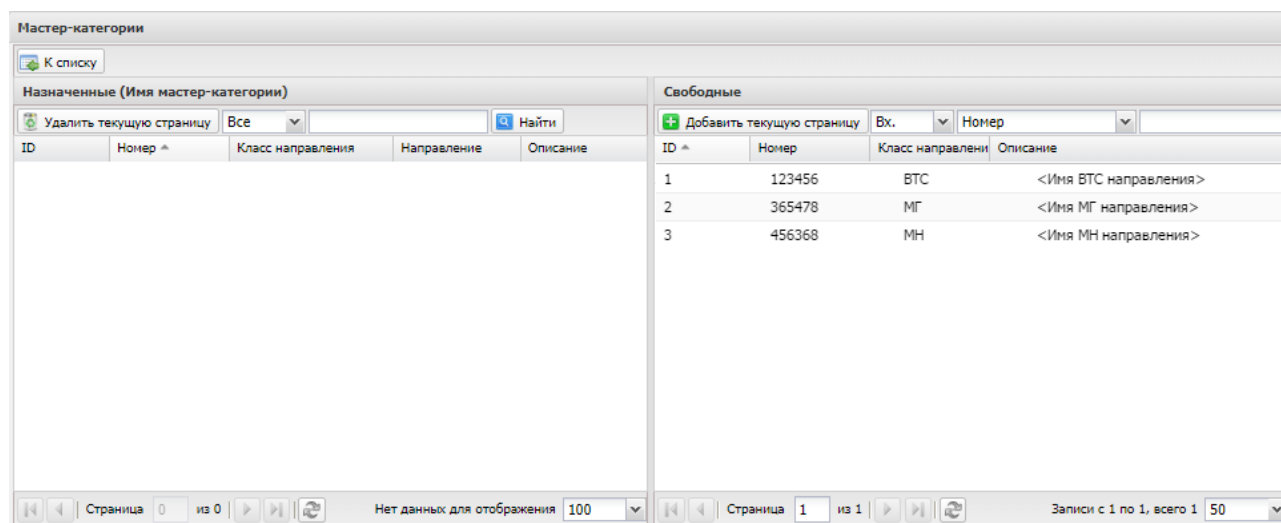 Мастер-категории
К списку
Назначенные (Имя мастер-категории)
Удалить текущую страницу Все Найти
ID Номер Класс направления Направление Описание
Страница 0 из 0 Нет данных для отображения 100
Свободные
Добавить текущую страницу Вх. Номер
ID Номер Класс направлени Описание
1 123456 ВТС <Имя ВТС направления>
2 365478 МГ <Имя МГ направления>
3 456368 МН <Имя МН направления>
Страница 1 из 1 Записи с 1 по 1, всего 1 50